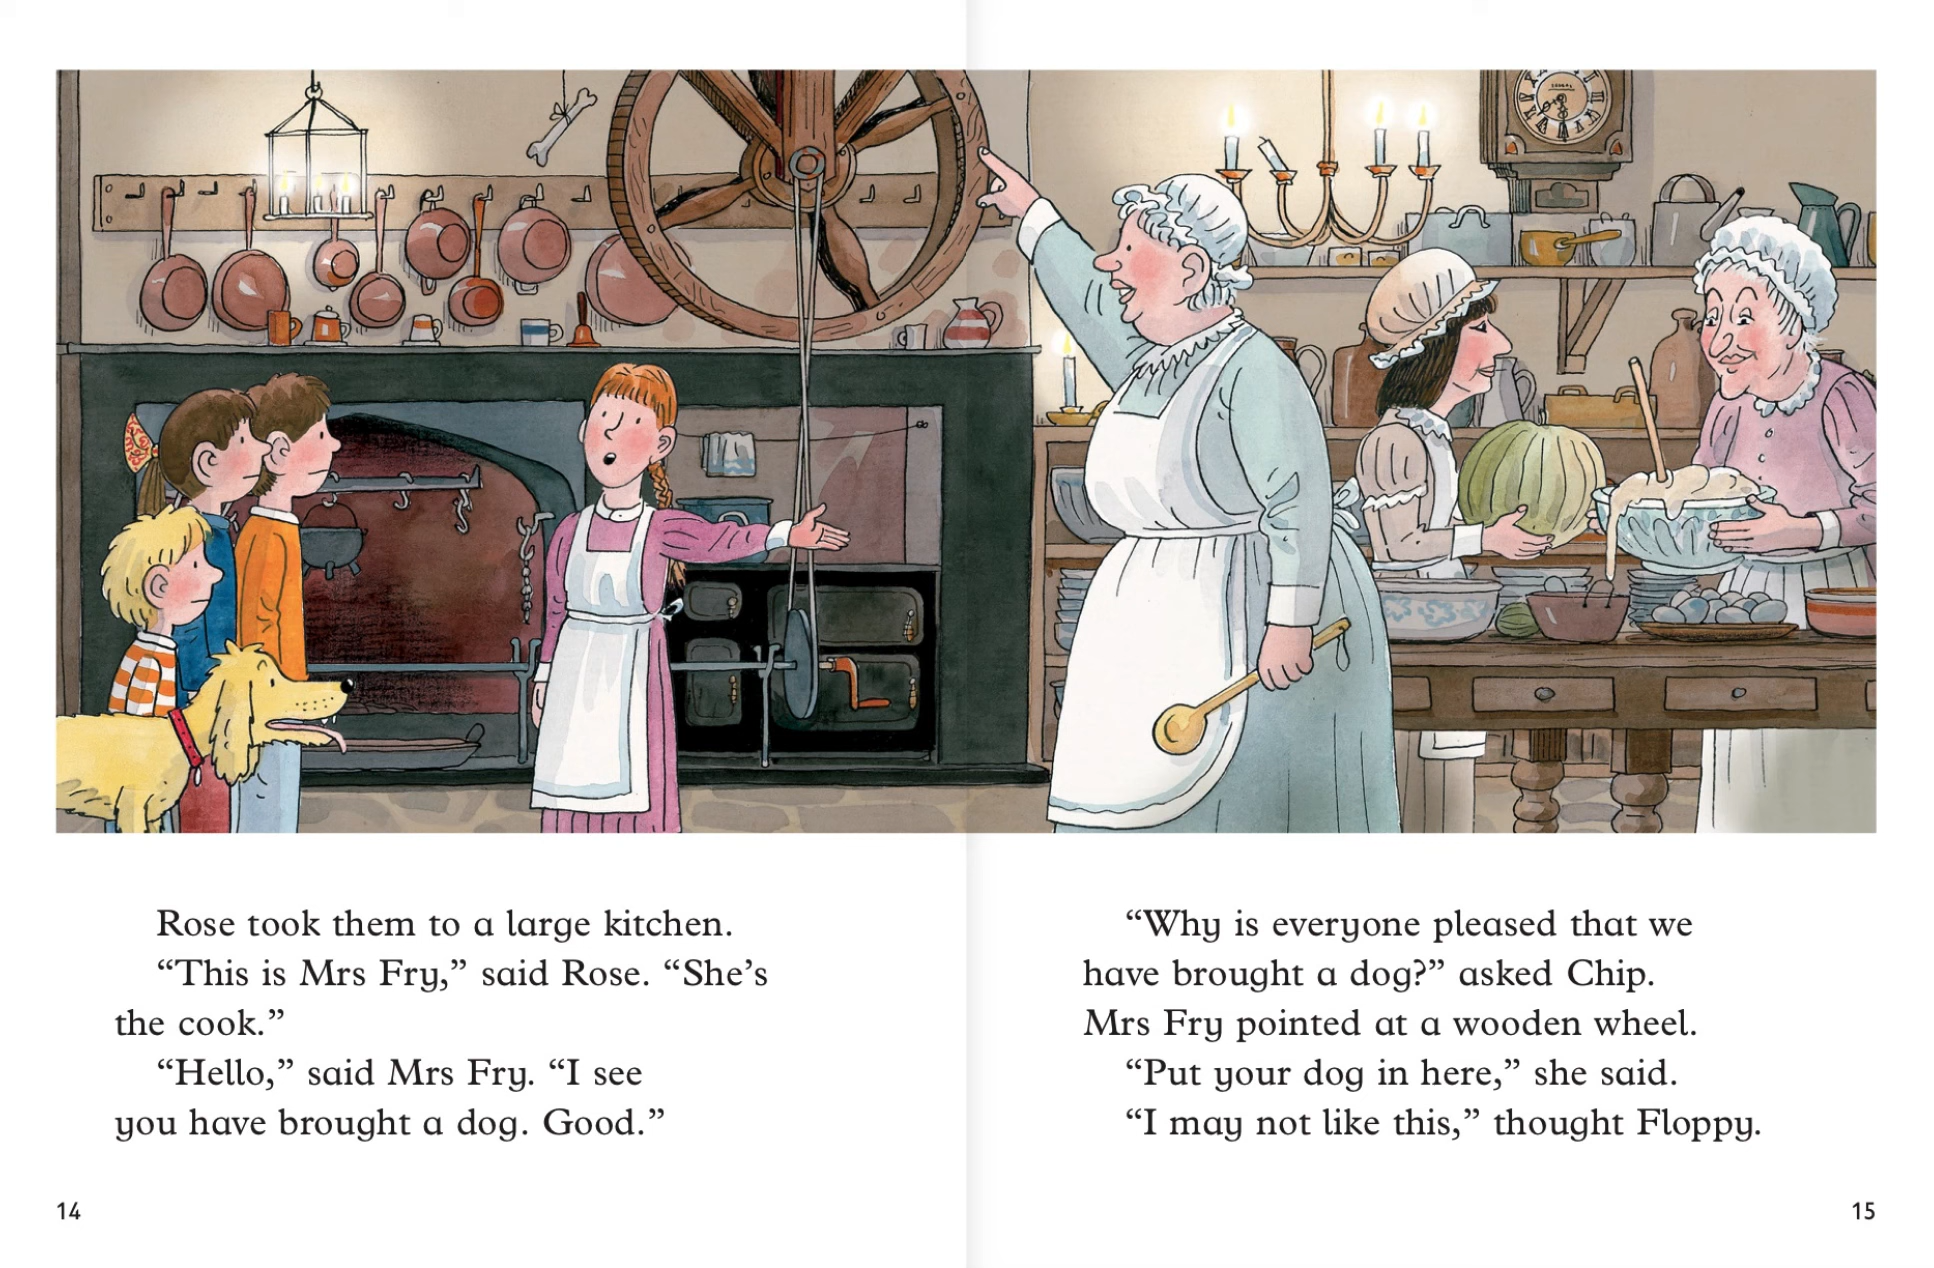 Rose took them to a large kitchen.
“This is Mrs Fry,” said Rose. “She’s
the cook.”
“Hello,” said Mrs Fry. “I see
you have brought a dog. Good.”
14
“Why is everyone pleased that we
have brought a dog?” asked Chip.
Mrs Fry pointed at a wooden wheel.
“Put your dog in here,” she said.
“I may not like this,” thought Floppy.
15